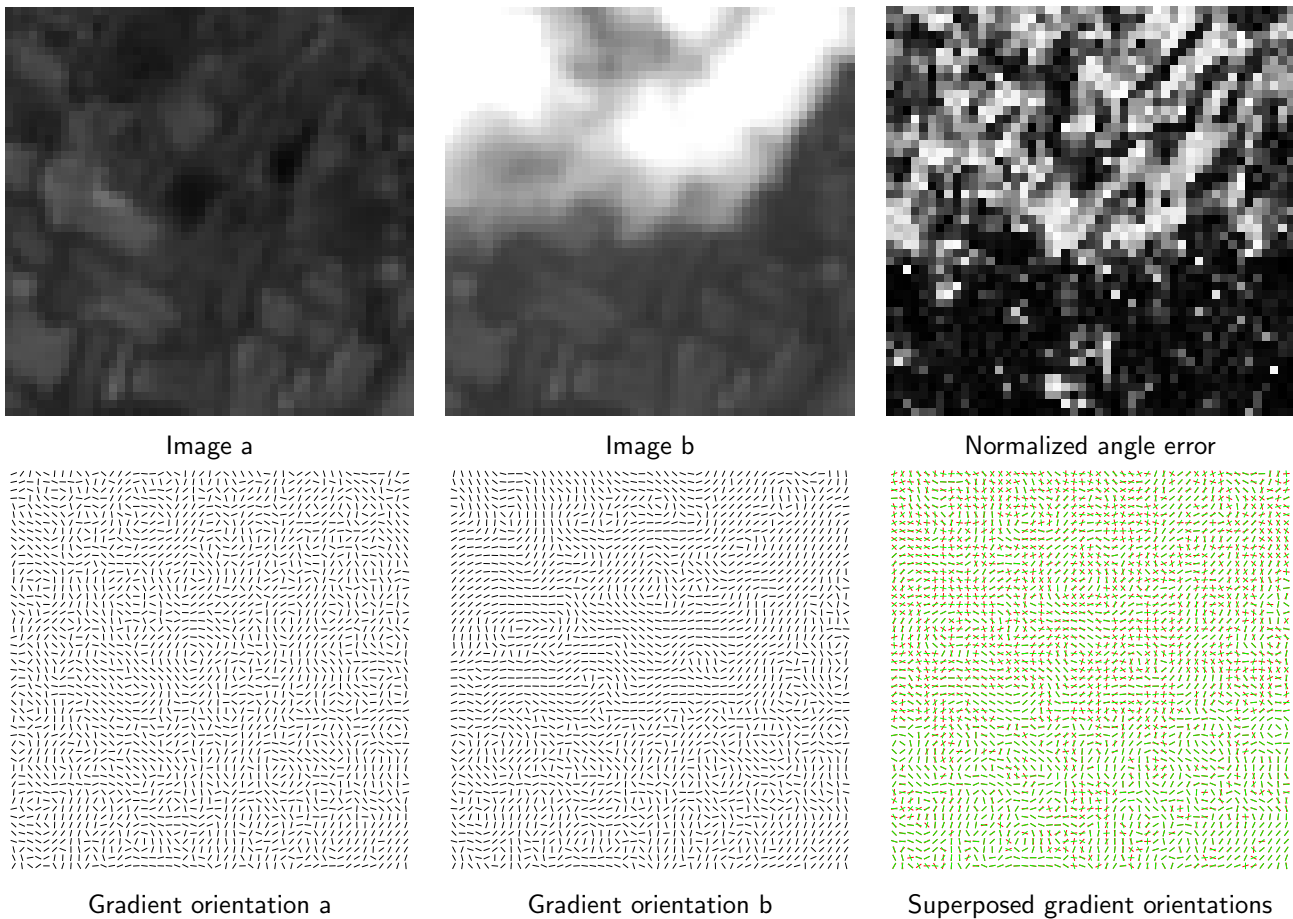 Image a
Image b
Normalized angle error
Gradient orientation a
Gradient orientation b
Superposed gradient orientations